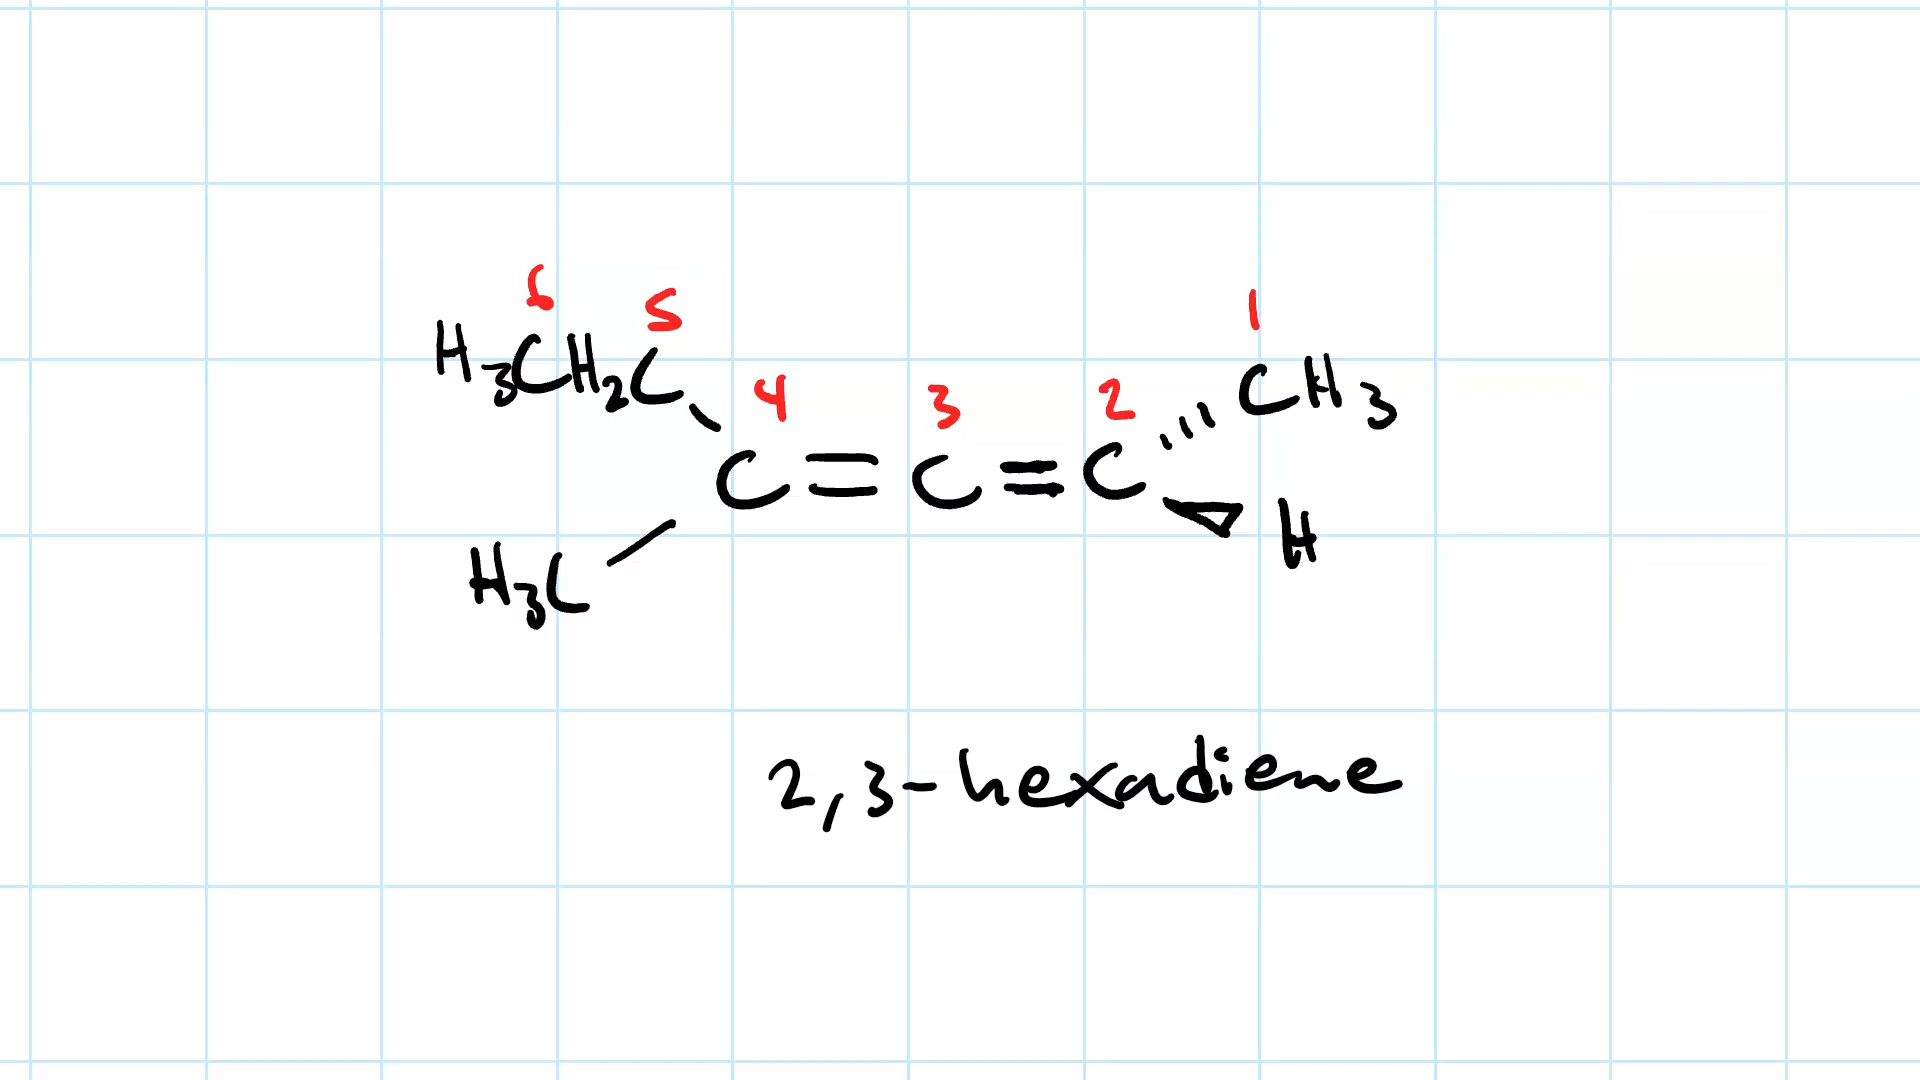 6 5 1
H3CH2C 4 3 2 CH3
C = C = C
H3C H
2,3-hexadiene